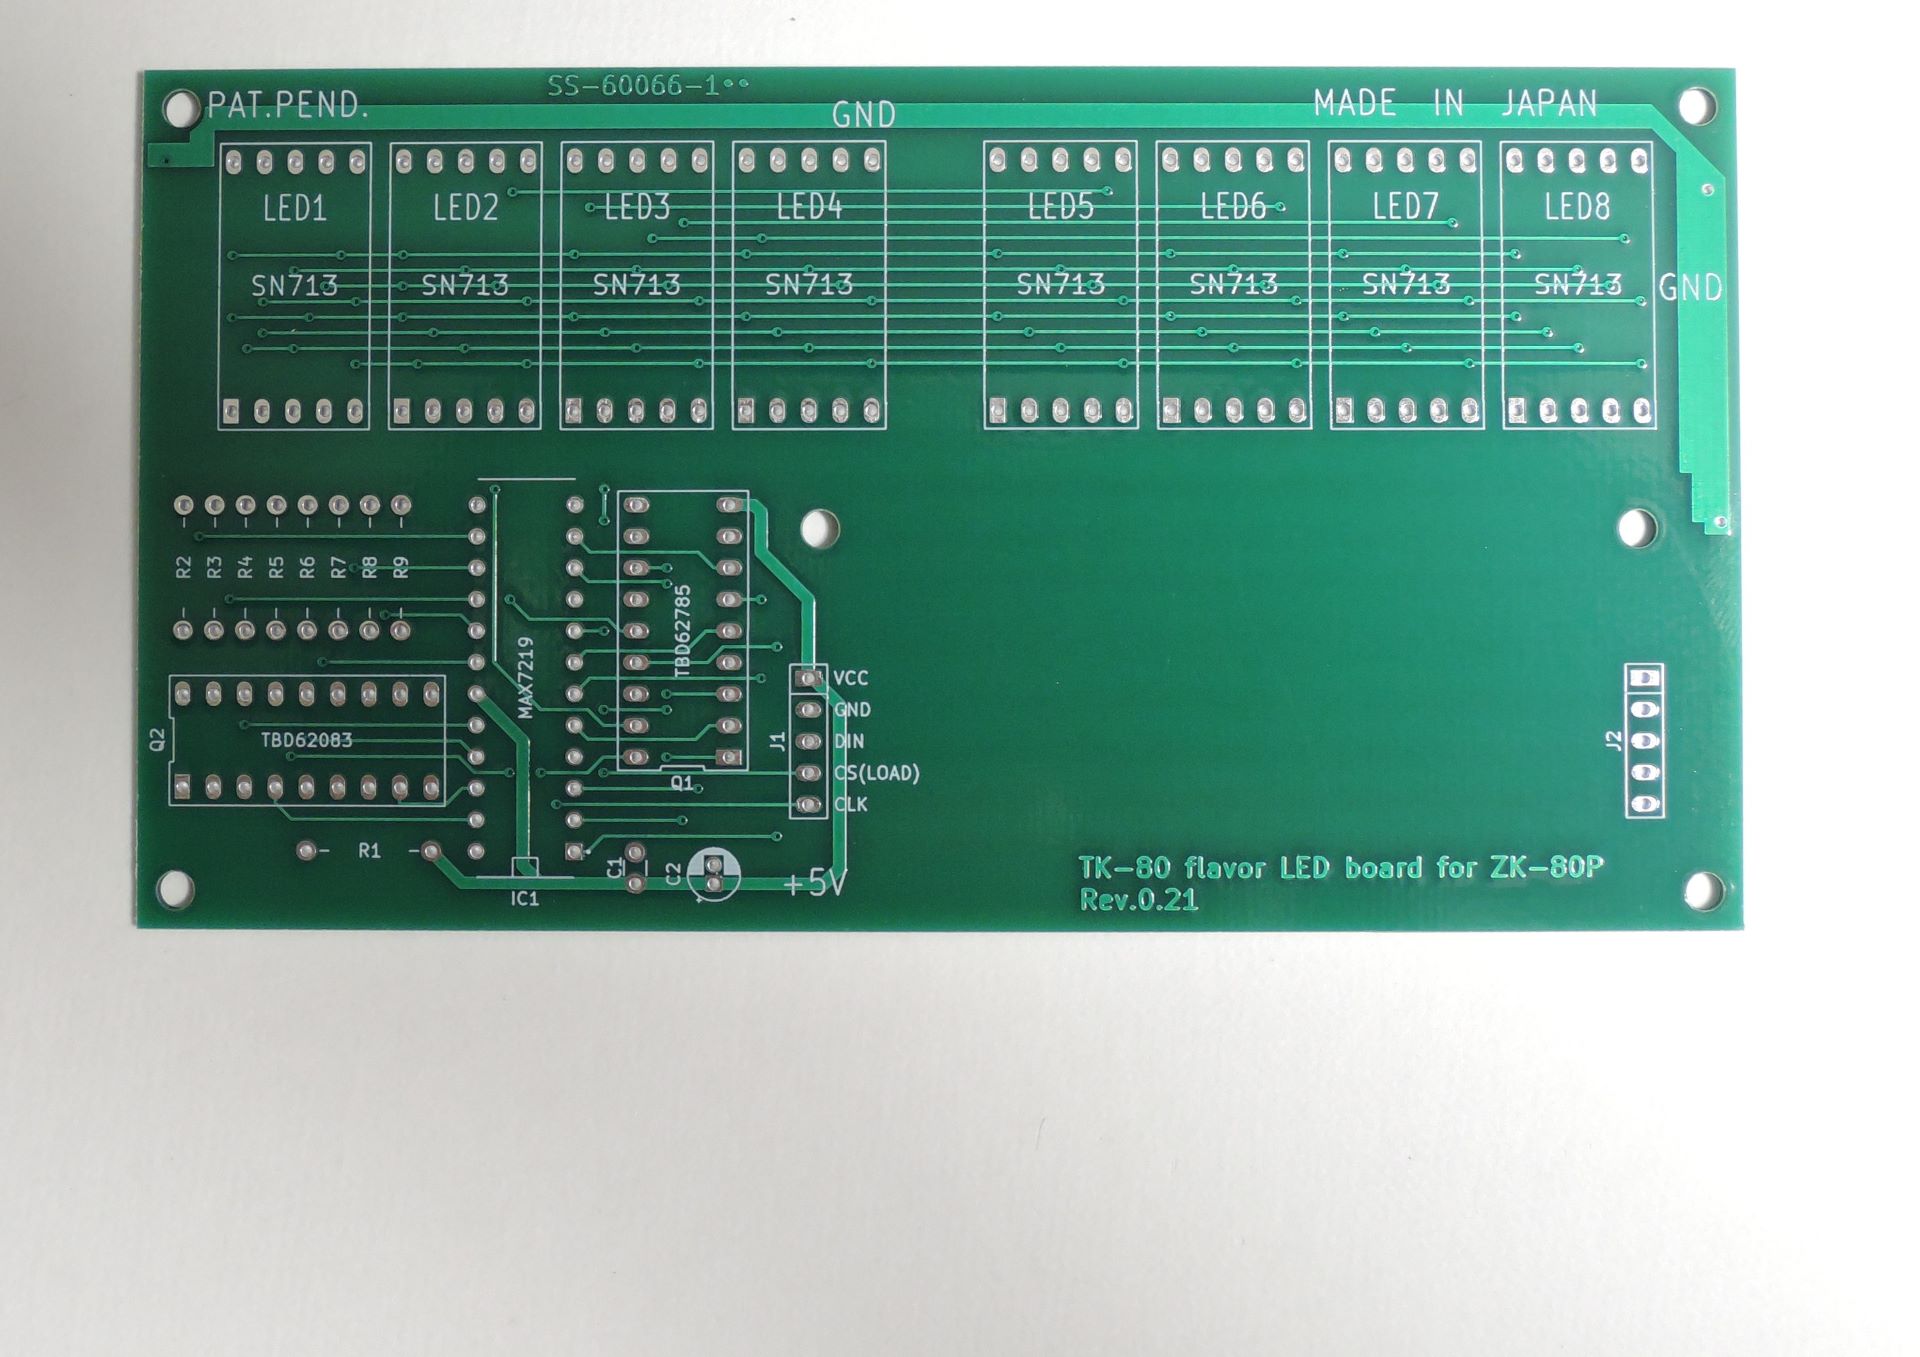 SS-60066-1
PAT.PEND.
GND
MADE IN JAPAN
LED1
LED2
LED3
LED4
LED5
LED6
LED7
LED8
SN713
SN713
SN713
SN713
SN713
SN713
SN713
SN713
GND
R2
R3
R4
R5
R6
R7
R8
R9
MAX7219
TBD62785
VCC
GND
DIN
CS(LOAD)
CLK
J1
J2
Q2
TBD62083
Q1
R1
IC1
C1
C2
+5V
TK-80 flavor LED board for ZK-80P
Rev.0.21